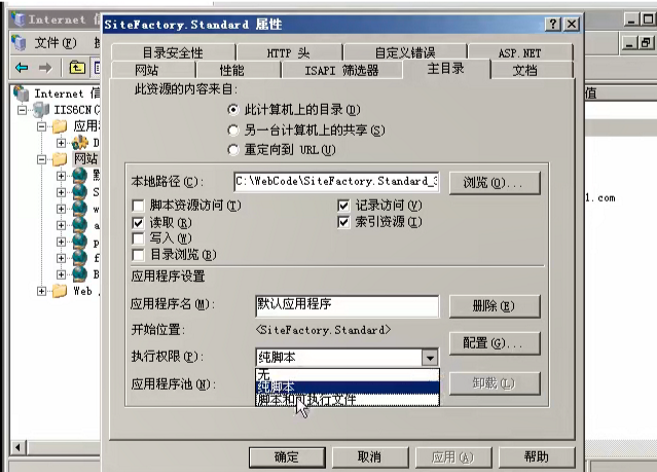 Internet
SiteFactory.Standard 属性
文件(F)
目录安全性 HTTP 头 自定义错误 ASP.NET
网站 性能 ISAPI 筛选器 主目录 文档
Internet
值
此资源的内容来自:
IIS6CN
此计算机上的目录(D)
应用
另一台计算机上的共享(S)
重定向到 URL(U)
网站
本地路径(C): C:\WebCode\SiteFactory.Standard_3 浏览(O)...
脚本资源访问(T) 记录访问(V)
l.com
读取(R) 索引资源(I)
写入(W)
目录浏览(B)
应用程序设置
Web
应用程序名(M): 默认应用程序 删除(E)
开始位置: <SiteFactory.Standard>
配置(G)...
执行权限(P): 纯脚本
无
应用程序池(N): 纯脚本 卸载(L)
脚本和可执行文件
确定 取消 应用(A) 帮助